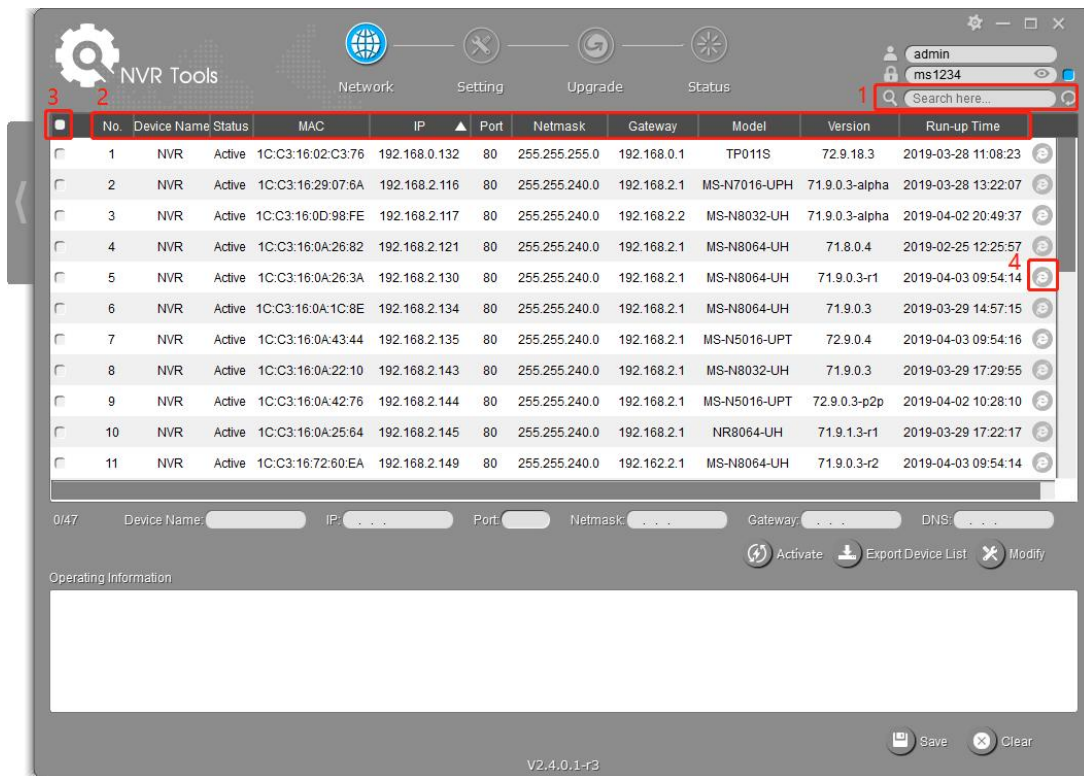 NVR Tools
Network Setting Upgrade Status
admin
ms1234
1 Search here...
3 2
No. Device Name Status MAC IP Port Netmask Gateway Model Version Run-up Time
1 NVR Active 1C:C3:16:02:C3:76 192.168.0.132 80 255.255.255.0 192.168.0.1 TP011S 72.9.18.3 2019-03-28 11:08:23
2 NVR Active 1C:C3:16:29:07:6A 192.168.2.116 80 255.255.240.0 192.168.2.1 MS-N7016-UPH 71.9.0.3-alpha 2019-03-28 13:22:07
3 NVR Active 1C:C3:16:0D:98:FE 192.168.2.117 80 255.255.240.0 192.168.2.2 MS-N8032-UH 71.9.0.3-alpha 2019-04-02 20:49:37
4 NVR Active 1C:C3:16:0A:26:82 192.168.2.121 80 255.255.240.0 192.168.2.1 MS-N8064-UH 71.8.0.4 2019-02-25 12:25:57
4
5 NVR Active 1C:C3:16:0A:26:3A 192.168.2.130 80 255.255.240.0 192.168.2.1 MS-N8064-UH 71.9.0.3-r1 2019-04-03 09:54:14
6 NVR Active 1C:C3:16:0A:1C:8E 192.168.2.134 80 255.255.240.0 192.168.2.1 MS-N8064-UH 71.9.0.3 2019-03-29 14:57:15
7 NVR Active 1C:C3:16:0A:43:44 192.168.2.135 80 255.255.240.0 192.168.2.1 MS-N5016-UPT 72.9.0.4 2019-04-03 09:54:16
8 NVR Active 1C:C3:16:0A:22:10 192.168.2.143 80 255.255.240.0 192.168.2.1 MS-N8032-UH 71.9.0.3 2019-03-29 17:29:55
9 NVR Active 1C:C3:16:0A:42:76 192.168.2.144 80 255.255.240.0 192.168.2.1 MS-N5016-UPT 72.9.0.3-p2p 2019-04-02 10:28:10
10 NVR Active 1C:C3:16:0A:25:64 192.168.2.145 80 255.255.240.0 192.168.2.1 NR8064-UH 71.9.1.3-r1 2019-03-29 17:22:17
11 NVR Active 1C:C3:16:72:60:EA 192.168.2.149 80 255.255.240.0 192.162.2.1 MS-N8064-UH 71.9.0.3-r2 2019-04-03 09:54:14
0/47 Device Name: IP: . . . Port: Netmask: . . . Gateway: . . . DNS: . . .
Activate Export Device List Modify
Operating Information
Save Clear
V2.4.0.1-r3